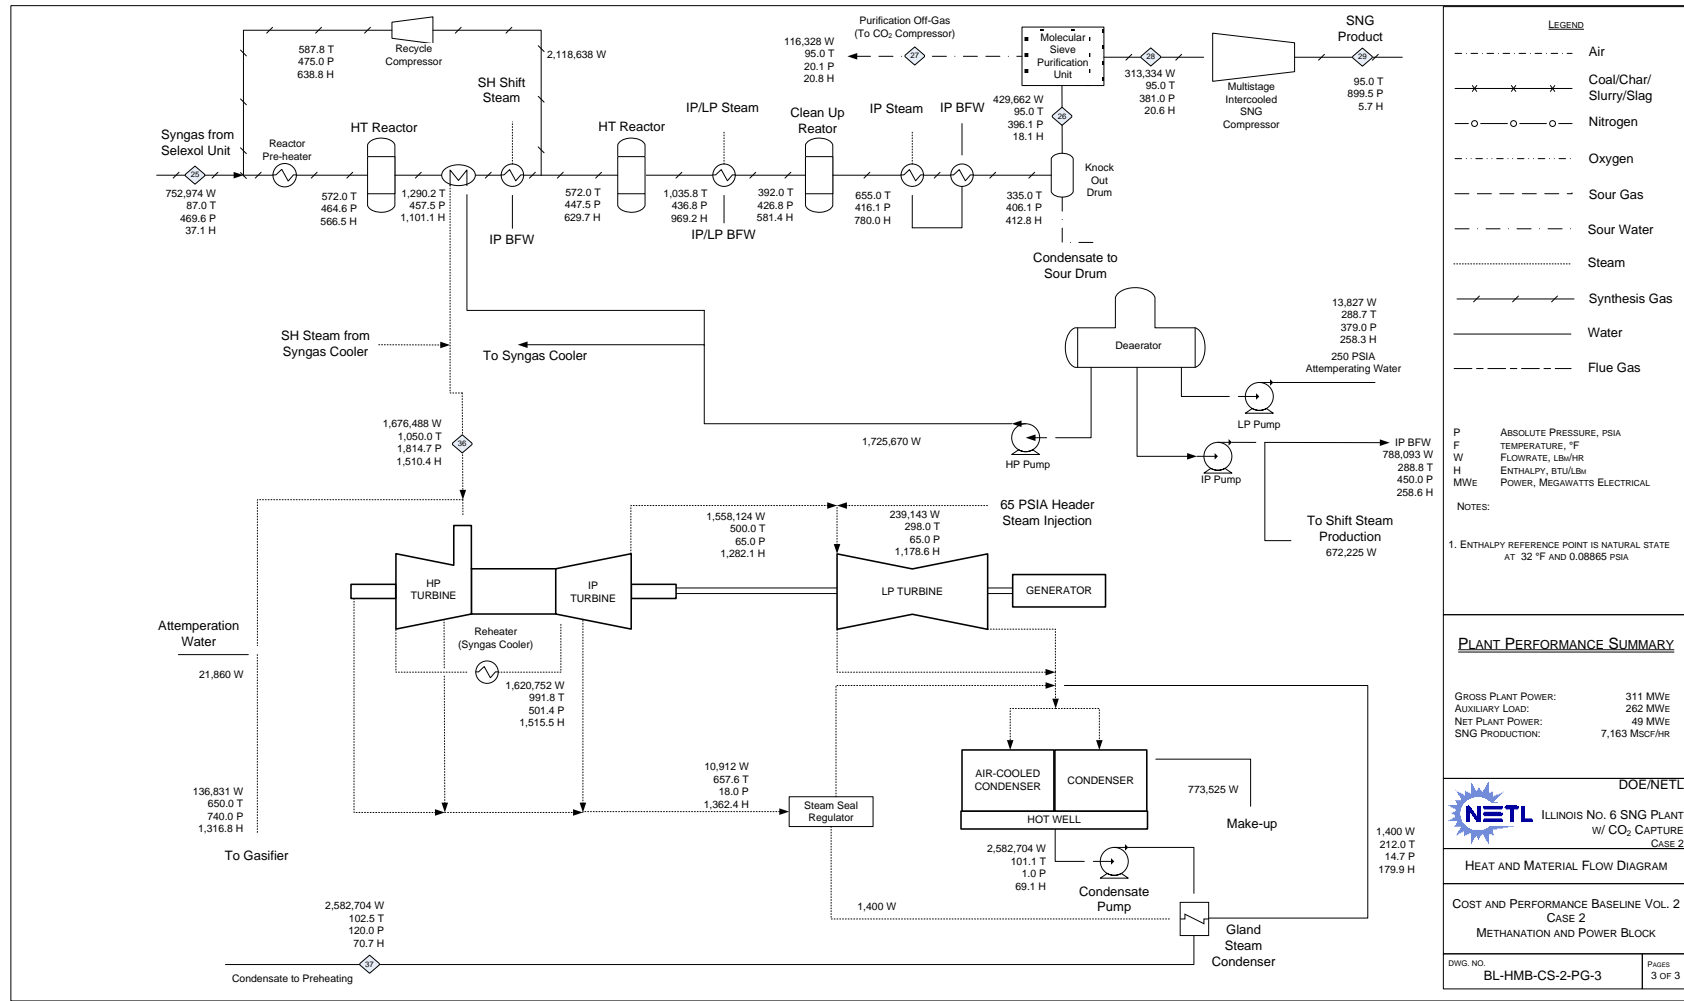 587.8 T
475.0 P
638.8 H
Recycle
Compressor
2,118,638 W
SH Shift
Steam
Syngas from
Selexol Unit
25
752,974 W
87.0 T
469.6 P
37.1 H
Reactor
Pre-heater
HT Reactor
572.0 T
464.6 P
566.5 H
1,290.2 T
457.5 P
1,101.1 H
IP BFW
572.0 T
447.5 P
629.7 H
HT Reactor
IP/LP Steam
1,035.8 T
436.8 P
969.2 H
IP/LP BFW
Clean Up
Reator
392.0 T
426.8 P
581.4 H
655.0 T
416.1 P
780.0 H
IP Steam
IP BFW
335.0 T
406.1 P
412.8 H
Knock
Out
Drum
Condensate to
Sour Drum
429,662 W
95.0 T
396.1 P
18.1 H
26
Purification Off-Gas
(To CO2 Compressor)
116,328 W
95.0 T
20.1 P
20.8 H
27
Molecular
Sieve
Purification
Unit
28
313,334 W
95.0 T
381.0 P
20.6 H
Multistage
Intercooled
SNG
Compressor
SNG
Product
29
95.0 T
899.5 P
5.7 H
SH Steam from
Syngas Cooler
To Syngas Cooler
Deaerator
13,827 W
288.7 T
379.0 P
258.3 H
250 PSIA
Attemperating Water
LP Pump
1,725,670 W
HP Pump
IP Pump
IP BFW
788,093 W
288.8 T
450.0 P
258.6 H
To Shift Steam
Production
672,225 W
1,676,488 W
1,050.0 T
1,814.7 P
1,510.4 H
36
1,558,124 W
500.0 T
65.0 P
1,282.1 H
239,143 W
298.0 T
65.0 P
1,178.6 H
65 PSIA Header
Steam Injection
HP
TURBINE
IP
TURBINE
LP TURBINE
GENERATOR
Attemperation
Water
21,860 W
Reheater
(Syngas Cooler)
1,620,752 W
991.8 T
501.4 P
1,515.5 H
136,831 W
650.0 T
740.0 P
1,316.8 H
To Gasifier
10,912 W
657.6 T
18.0 P
1,362.4 H
Steam Seal
Regulator
AIR-COOLED
CONDENSER
CONDENSER
HOT WELL
773,525 W
Make-up
2,582,704 W
101.1 T
1.0 P
69.1 H
Condensate
Pump
1,400 W
212.0 T
14.7 P
179.9 H
1,400 W
Gland
Steam
Condenser
2,582,704 W
102.5 T
120.0 P
70.7 H
37
Condensate to Preheating
LEGEND
Air
Coal/Char/
Slurry/Slag
Nitrogen
Oxygen
Sour Gas
Sour Water
Steam
Synthesis Gas
Water
Flue Gas
P ABSOLUTE PRESSURE, PSIA
F TEMPERATURE, °F
W FLOWRATE, LBM/HR
H ENTHALPY, BTU/LBM
MWE POWER, MEGAWATTS ELECTRICAL
NOTES:
1. ENTHALPY REFERENCE POINT IS NATURAL STATE
AT 32 °F AND 0.08865 PSIA
PLANT PERFORMANCE SUMMARY
GROSS PLANT POWER: 311 MWE
AUXILIARY LOAD: 262 MWE
NET PLANT POWER: 49 MWE
SNG PRODUCTION: 7,163 MSCF/HR
DOE/NETL
NETL
ILLINOIS NO. 6 SNG PLANT
W/ CO2 CAPTURE
CASE 2
HEAT AND MATERIAL FLOW DIAGRAM
COST AND PERFORMANCE BASELINE VOL. 2
CASE 2
METHANATION AND POWER BLOCK
DWG. NO.
BL-HMB-CS-2-PG-3
PAGES
3 OF 3